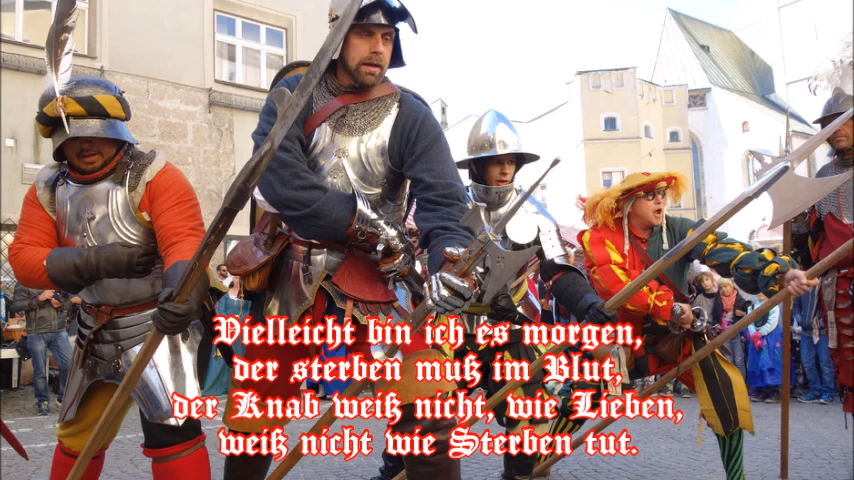 Vielleicht bin ich es morgen,
der sterben muß im Blut,
der Knab weiß nicht, wie Lieben,
weiß nicht wie Sterben tut.